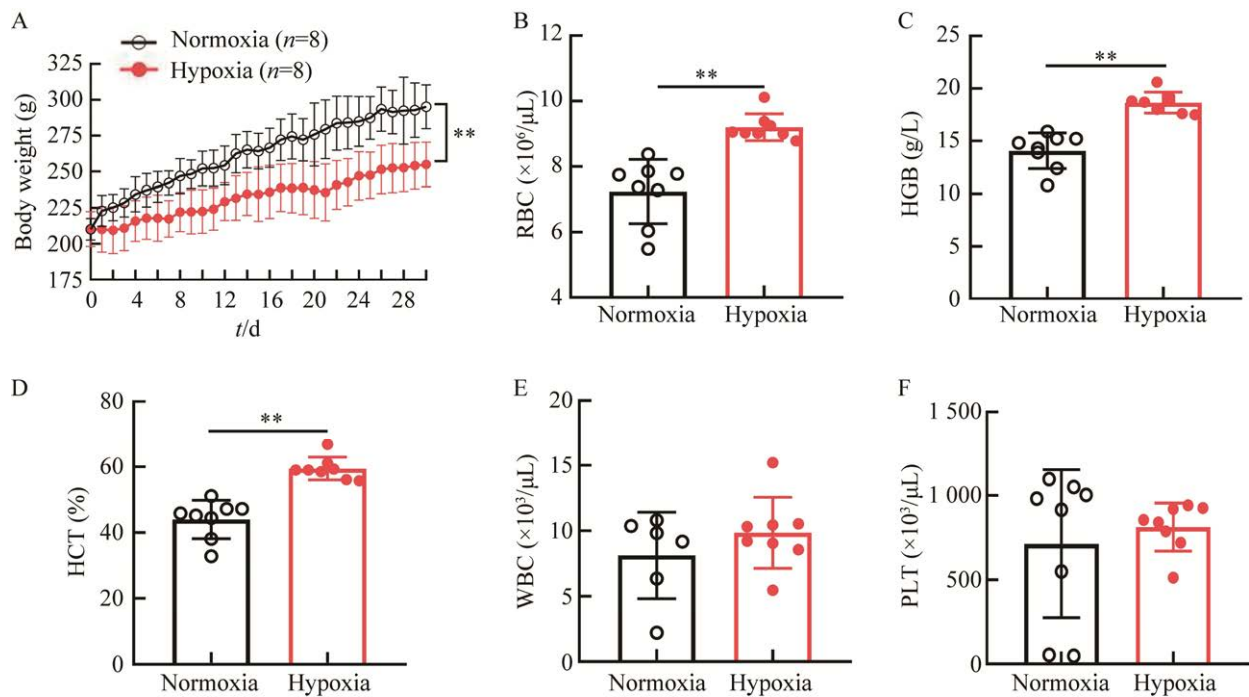 A
Normoxia (n=8)
Hypoxia (n=8)
Body weight (g)
325
300
275
250
225
200
175
**
0 4 8 12 16 20 24 28
t/d
B
RBC (×10⁶/μL)
12
10
8
6
4
**
Normoxia Hypoxia
C
HGB (g/L)
25
20
15
10
5
0
**
Normoxia Hypoxia
D
HCT (%)
80
60
40
20
0
**
Normoxia Hypoxia
E
WBC (×10³/μL)
20
15
10
5
0
Normoxia Hypoxia
F
PLT (×10³/μL)
1 500
1 000
500
0
Normoxia Hypoxia